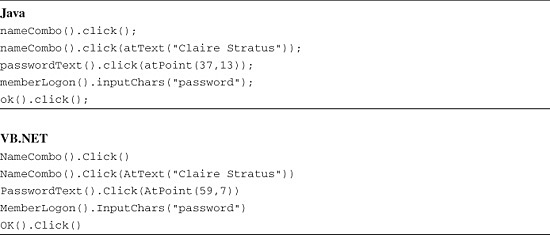 Java
nameCombo().click();
nameCombo().click(atText("Claire Stratus"));
passwordText().click(atPoint(37,13));
memberLogon().inputChars("password");
ok().click();
VB.NET
NameCombo().Click()
NameCombo().Click(AtText("Claire Stratus"))
PasswordText().Click(AtPoint(59,7))
MemberLogon().InputChars("password")
OK().Click()